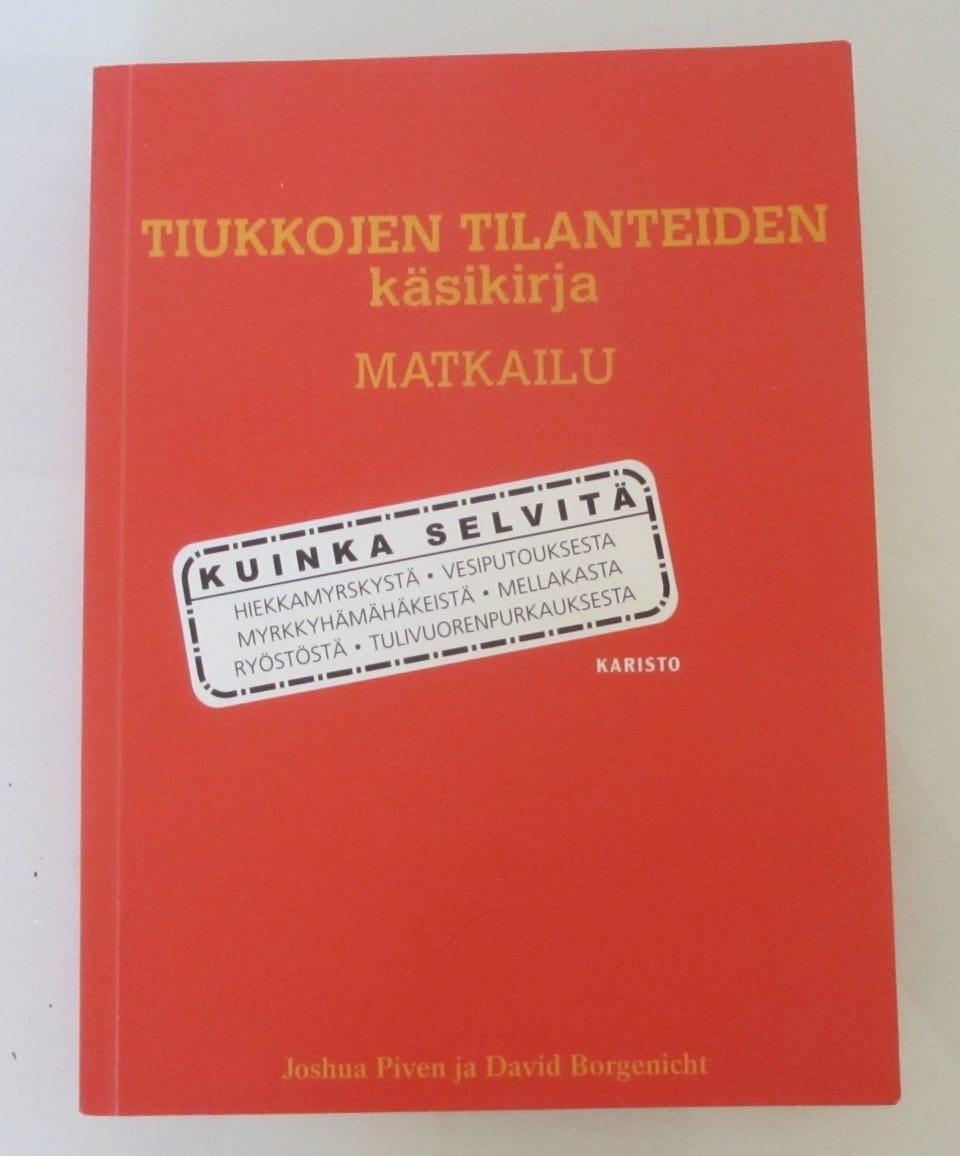 TIUKKOJEN TILANTEIDEN
käsikirja
MATKAILU
KUINKA SELVITÄ
HIEKKAMYRSKYSTÄ • VESIPUTOUKSESTA
MYRKKYHÄMÄHÄKEISTÄ • MELLAKASTA
RYÖSTÖSTÄ • TULIVUORENPURKAUKSESTA
KARISTO
Joshua Piven ja David Borgenicht